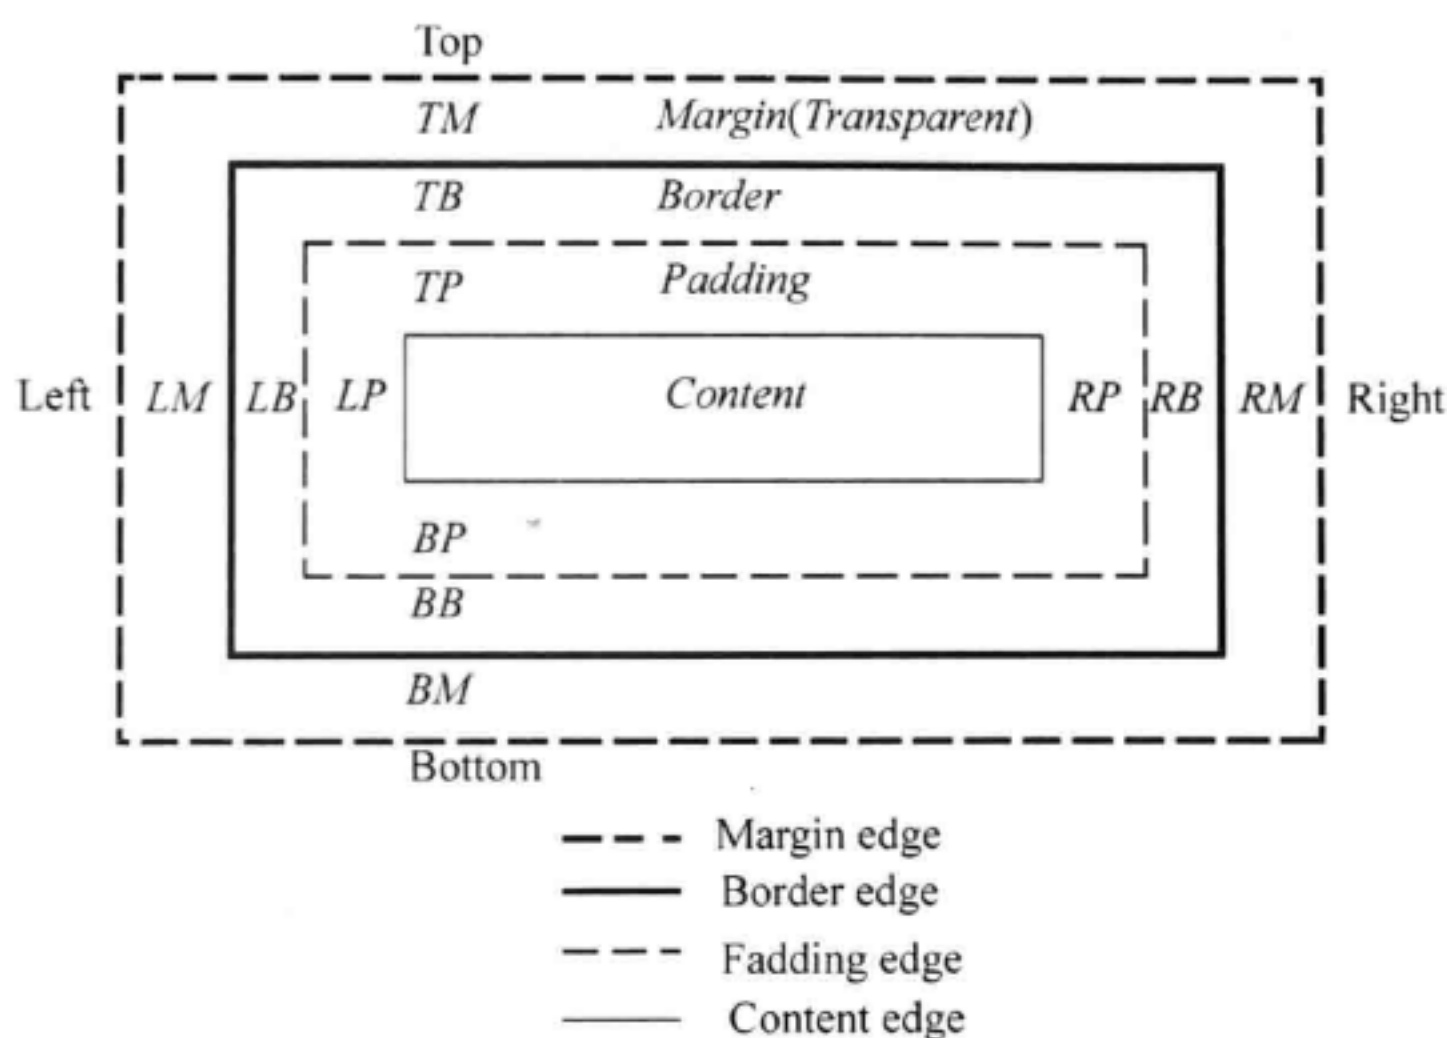 Top
TM Margin(Transparent)
TB Border
TP Padding
Left LM LB LP Content RP RB RM Right
BP
BB
BM
Bottom
Margin edge
Border edge
Fadding edge
Content edge